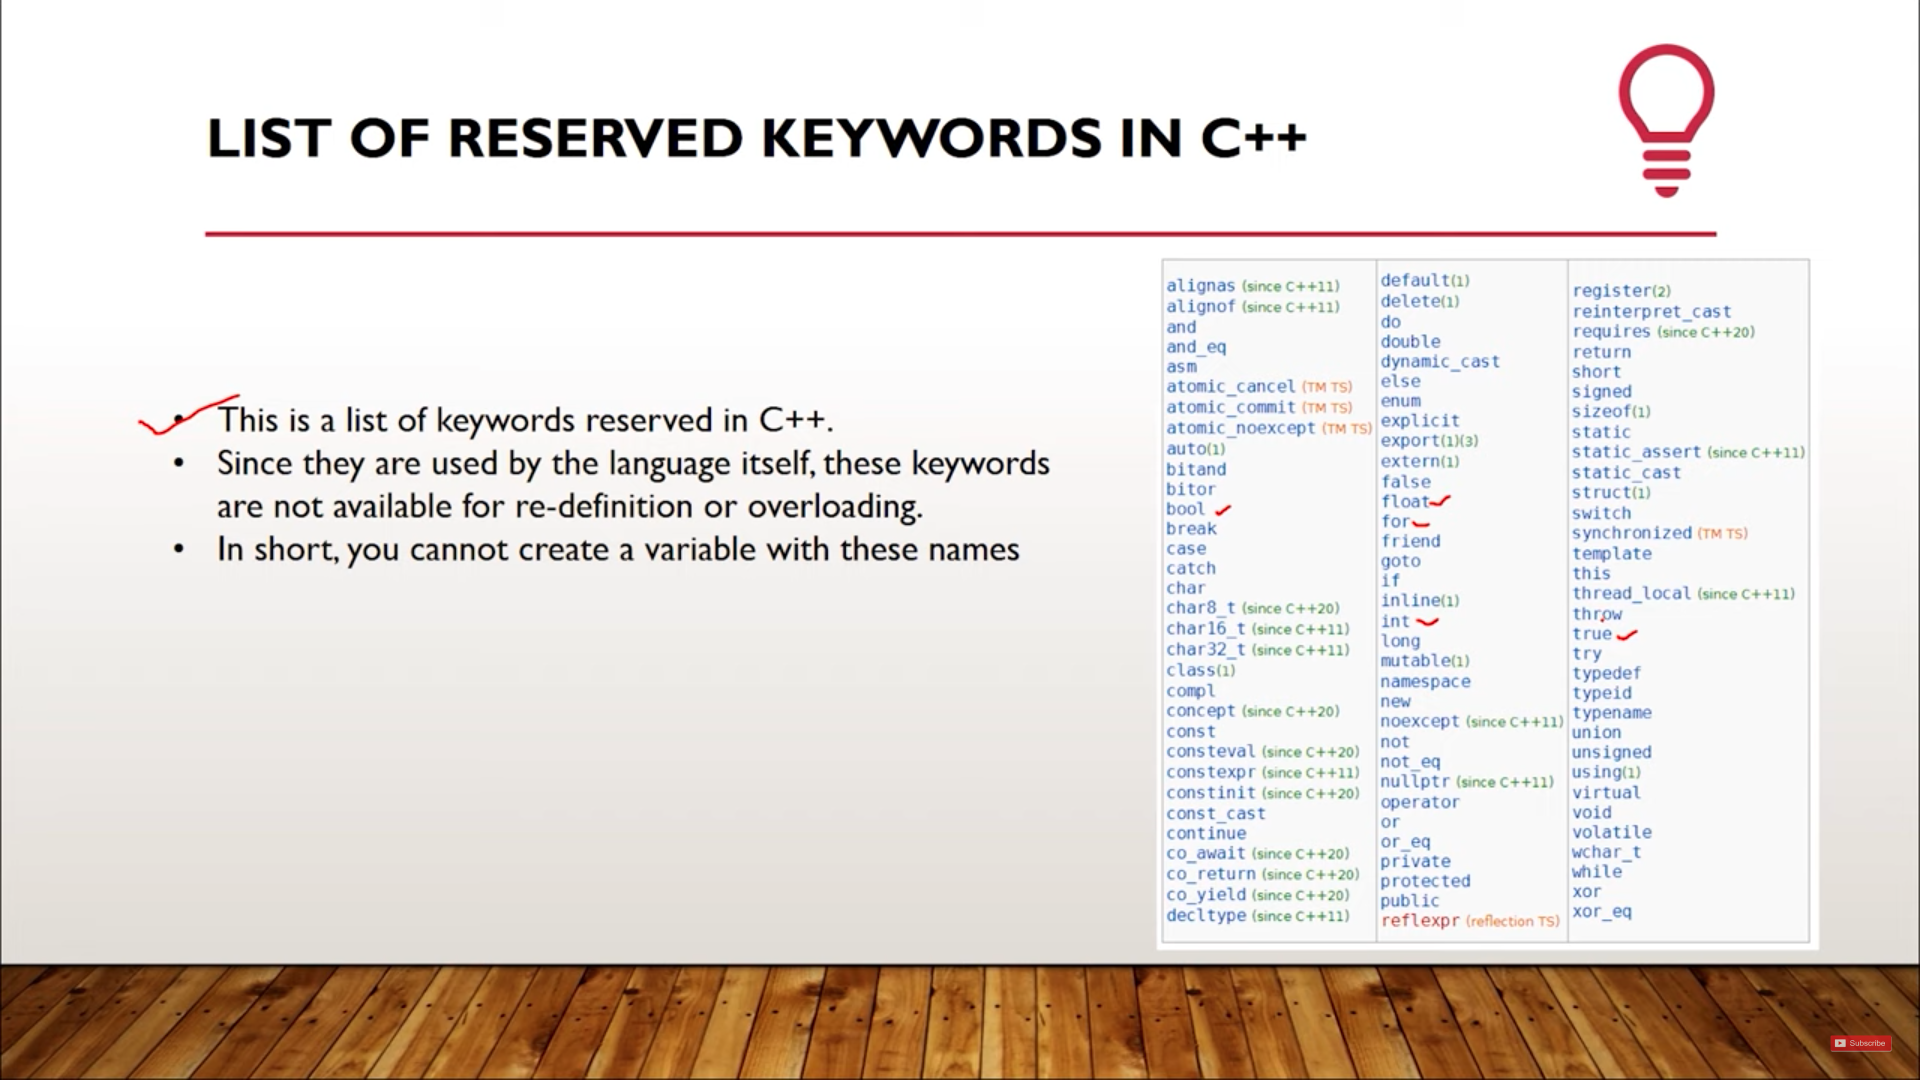 LIST OF RESERVED KEYWORDS IN C++
• This is a list of keywords reserved in C++.
• Since they are used by the language itself, these keywords
are not available for re-definition or overloading.
• In short, you cannot create a variable with these names
alignas (since C++11)
alignof (since C++11)
and
and_eq
asm
atomic_cancel (TM TS)
atomic_commit (TM TS)
atomic_noexcept (TM TS)
auto(1)
bitand
bitor
bool
break
case
catch
char
char8_t (since C++20)
char16_t (since C++11)
char32_t (since C++11)
class(1)
compl
concept (since C++20)
const
consteval (since C++20)
constexpr (since C++11)
constinit (since C++20)
const_cast
continue
co_await (since C++20)
co_return (since C++20)
co_yield (since C++20)
decltype (since C++11)
default(1)
delete(1)
do
double
dynamic_cast
else
enum
explicit
export(1)(3)
extern(1)
false
float
for
friend
goto
if
inline(1)
int
long
mutable(1)
namespace
new
noexcept (since C++11)
not
not_eq
nullptr (since C++11)
operator
or
or_eq
private
protected
public
reflexpr (reflection TS)
register(2)
reinterpret_cast
requires (since C++20)
return
short
signed
sizeof(1)
static
static_assert (since C++11)
static_cast
struct(1)
switch
synchronized (TM TS)
template
this
thread_local (since C++11)
throw
true
try
typedef
typeid
typename
union
unsigned
using(1)
virtual
void
volatile
wchar_t
while
xor
xor_eq
Subscribe